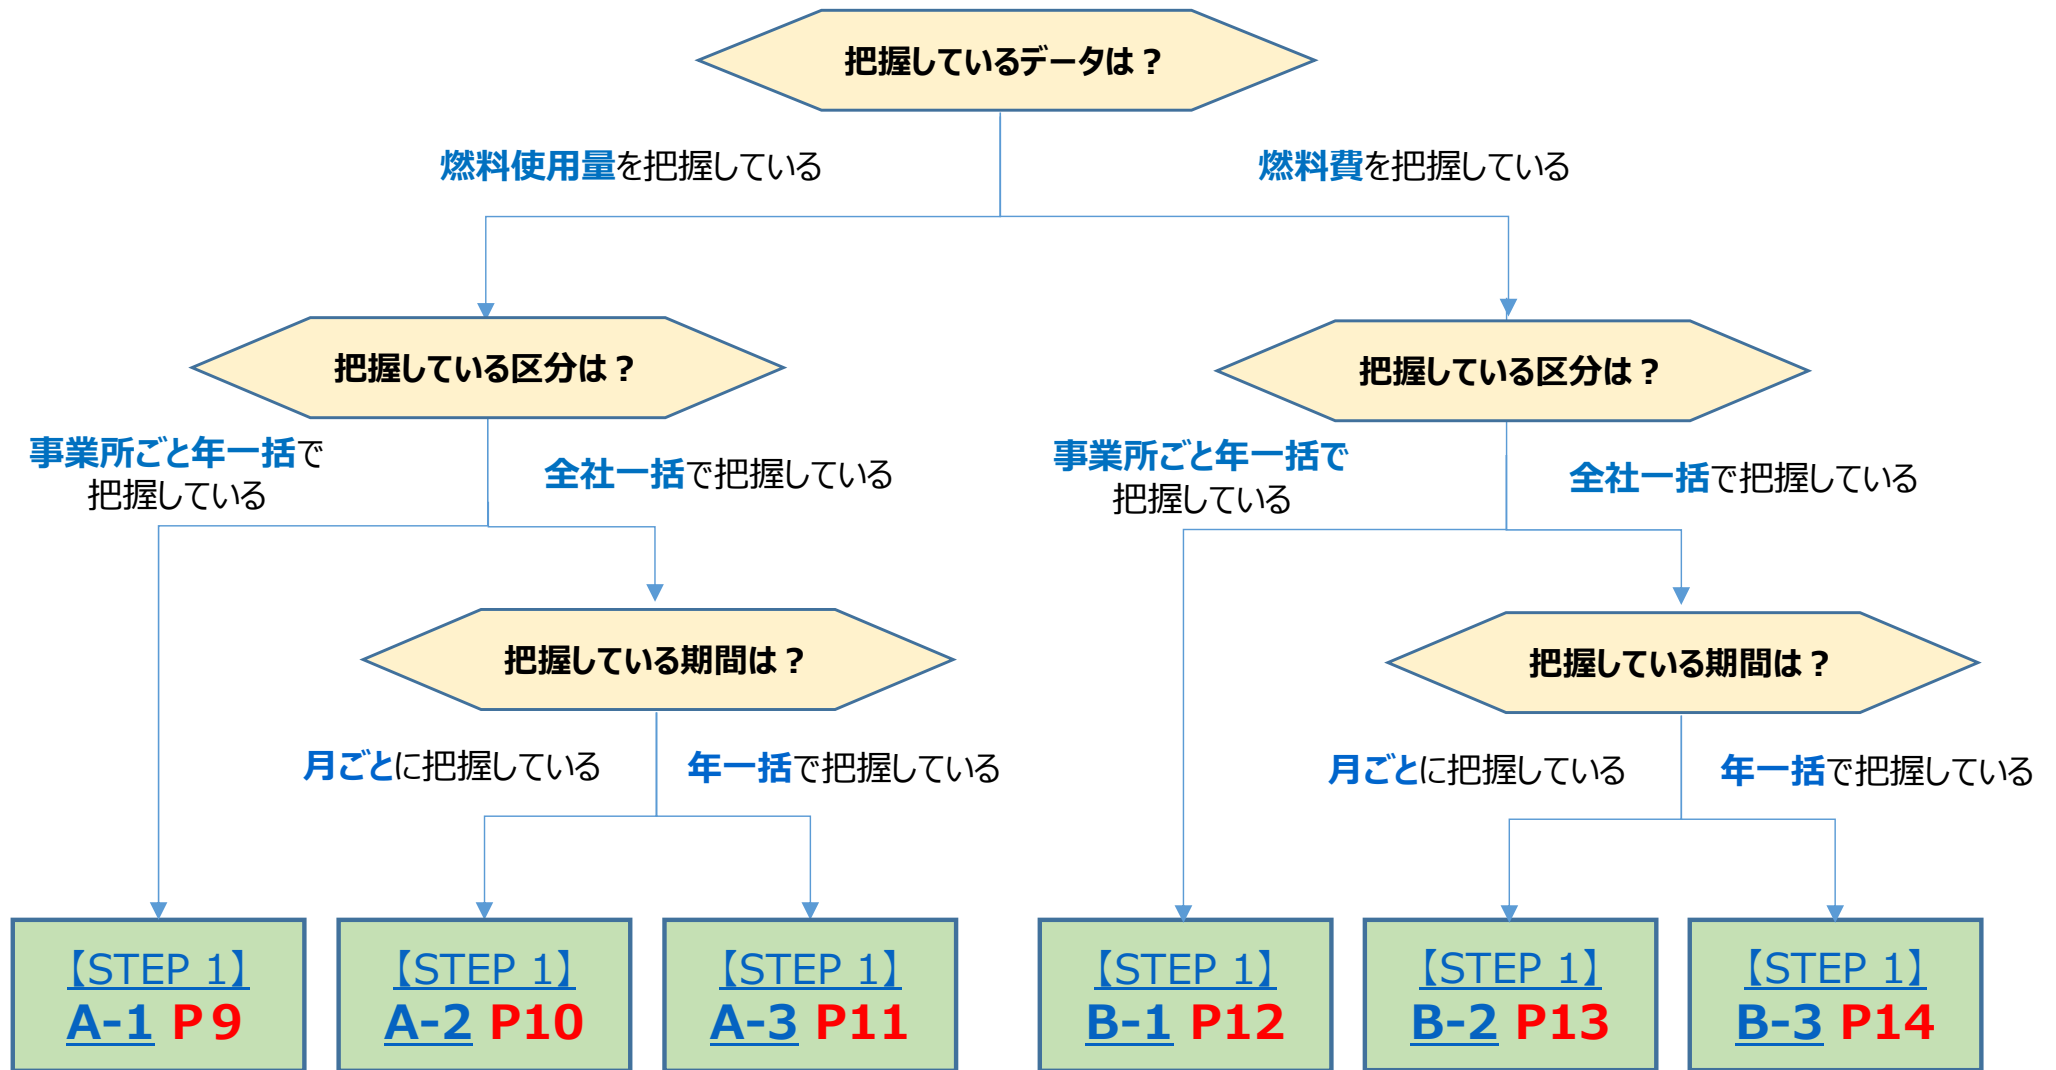 把握しているデータは？
燃料使用量を把握している
燃料費を把握している
把握している区分は？
把握している区分は？
事業所ごと年一括で
把握している
全社一括で把握している
事業所ごと年一括で
把握している
全社一括で把握している
把握している期間は？
把握している期間は？
月ごとに把握している
年一括で把握している
月ごとに把握している
年一括で把握している
【STEP 1】
A-1 P９
【STEP 1】
A-2 P10
【STEP 1】
A-3 P11
【STEP 1】
B-1 P12
【STEP 1】
B-2 P13
【STEP 1】
B-3 P14